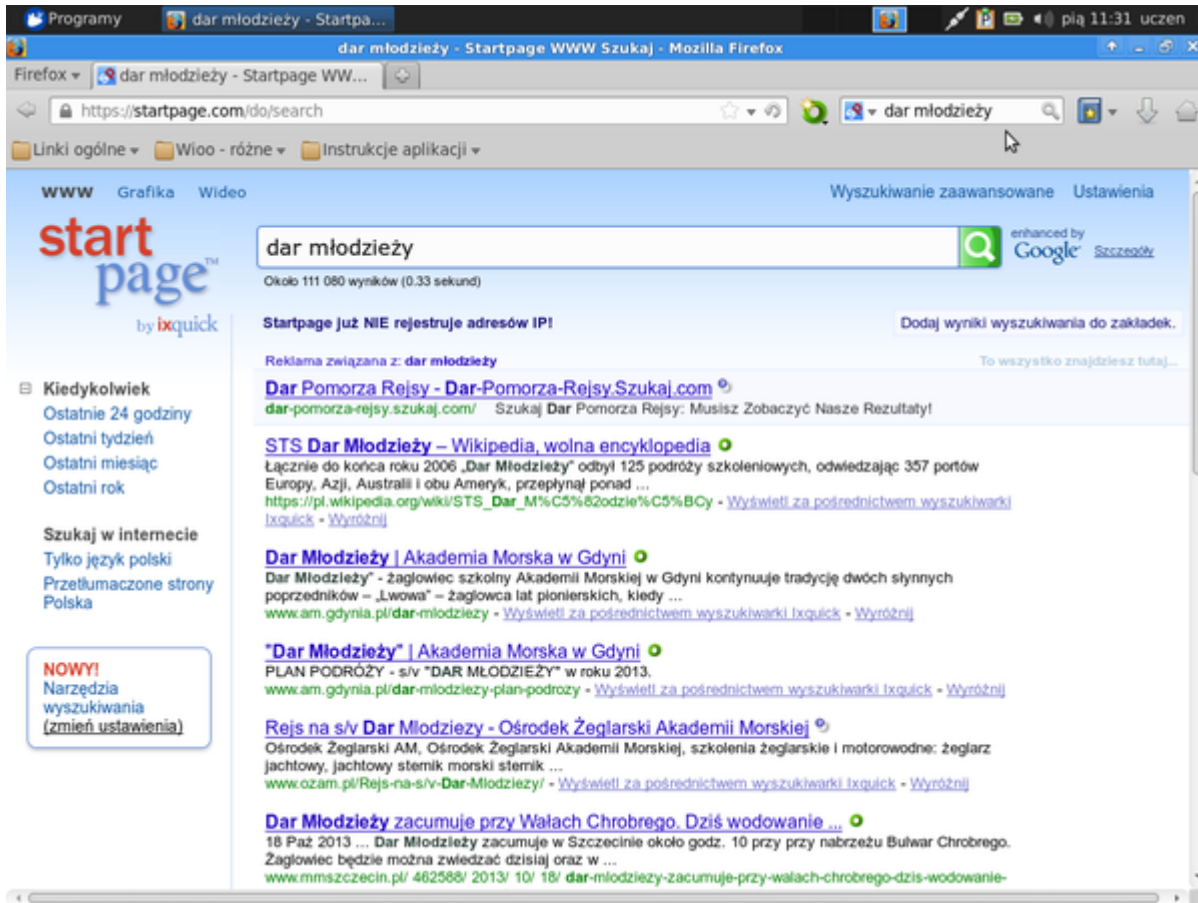 Programy
dar młodzieży - Startpa...
pią 11:31 uczen
dar młodzieży - Startpage WWW Szukaj - Mozilla Firefox
Firefox
dar młodzieży - Startpage WW...
https://startpage.com/do/search
dar młodzieży
Linki ogólne
Wioo - różne
Instrukcje aplikacji
WWW Grafika Wideo
Wyszukiwanie zaawansowane Ustawienia
start
page™
by ixquick
dar młodzieży
enhanced by
Google Szczegóły
Około 111 080 wyników (0.33 sekund)
Startpage już NIE rejestruje adresów IP!
Dodaj wyniki wyszukiwania do zakładek.
Reklama związana z: dar młodzieży
To wszystko znajdziesz tutaj...
Kiedykolwiek
Ostatnie 24 godziny
Ostatni tydzień
Ostatni miesiąc
Ostatni rok
Szukaj w internecie
Tylko język polski
Przetłumaczone strony
Polska
NOWY!
Narzędzia
wyszukiwania
(zmień ustawienia)
Dar Pomorza Rejsy - Dar-Pomorza-Rejsy.Szukaj.com
dar-pomorza-rejsy.szukaj.com/ Szukaj Dar Pomorza Rejsy: Musisz Zobaczyć Nasze Rezultaty!
STS Dar Młodzieży – Wikipedia, wolna encyklopedia
Łącznie do końca roku 2006 „Dar Młodzieży" odbył 125 podróży szkoleniowych, odwiedzając 357 portów
Europy, Azji, Australii i obu Ameryk, przepłynął ponad ...
https://pl.wikipedia.org/wiki/STS_Dar_M%C5%82odzie%C5%BCy - Wyświetl za pośrednictwem wyszukiwarki
Ixquick - Wyróżnij
Dar Młodzieży | Akademia Morska w Gdyni
Dar Młodzieży" - żaglowiec szkolny Akademii Morskiej w Gdyni kontynuuje tradycję dwóch słynnych
poprzedników – „Lwowa" – żaglowca lat pionierskich, kiedy ...
www.am.gdynia.pl/dar-mlodziezy - Wyświetl za pośrednictwem wyszukiwarki Ixquick - Wyróżnij
"Dar Młodzieży" | Akademia Morska w Gdyni
PLAN PODRÓŻY - s/v "DAR MŁODZIEŻY" w roku 2013.
www.am.gdynia.pl/dar-mlodziezy-plan-podrozy - Wyświetl za pośrednictwem wyszukiwarki Ixquick - Wyróżnij
Rejs na s/v Dar Mlodziezy - Ośrodek Żeglarski Akademii Morskiej
Ośrodek Żeglarski AM, Ośrodek Żeglarski Akademii Morskiej, szkolenia żeglarskie i motorowodne: żeglarz
jachtowy, jachtowy sternik morski sternik ...
www.ozam.pl/Rejs-na-s/v-Dar-Mlodziezy/ - Wyświetl za pośrednictwem wyszukiwarki Ixquick - Wyróżnij
Dar Młodzieży zacumuje przy Wałach Chrobrego. Dziś wodowanie ...
18 Paź 2013 ... Dar Młodzieży zacumuje w Szczecinie około godz. 10 przy przy nabrzeżu Bulwar Chrobrego.
Żaglowiec będzie można zwiedzać dzisiaj oraz w ...
www.mmszczecin.pl/ 462588/ 2013/ 10/ 18/ dar-mlodziezy-zacumuje-przy-walach-chrobrego-dzis-wodowanie-